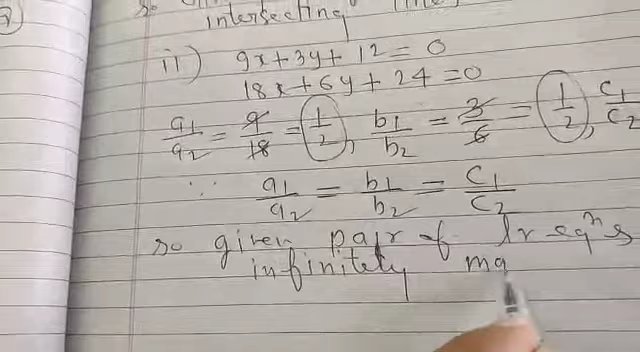 so
intersecting lines
ii) 9x + 3y + 12 = 0
18x + 6y + 24 = 0
a1/a2 = 9/18 = 1/2, b1/b2 = 3/6 = 1/2, c1/c2
∵ a1/a2 = b1/b2 = c1/c2
so given pair of lr eqⁿs
infinitely ma